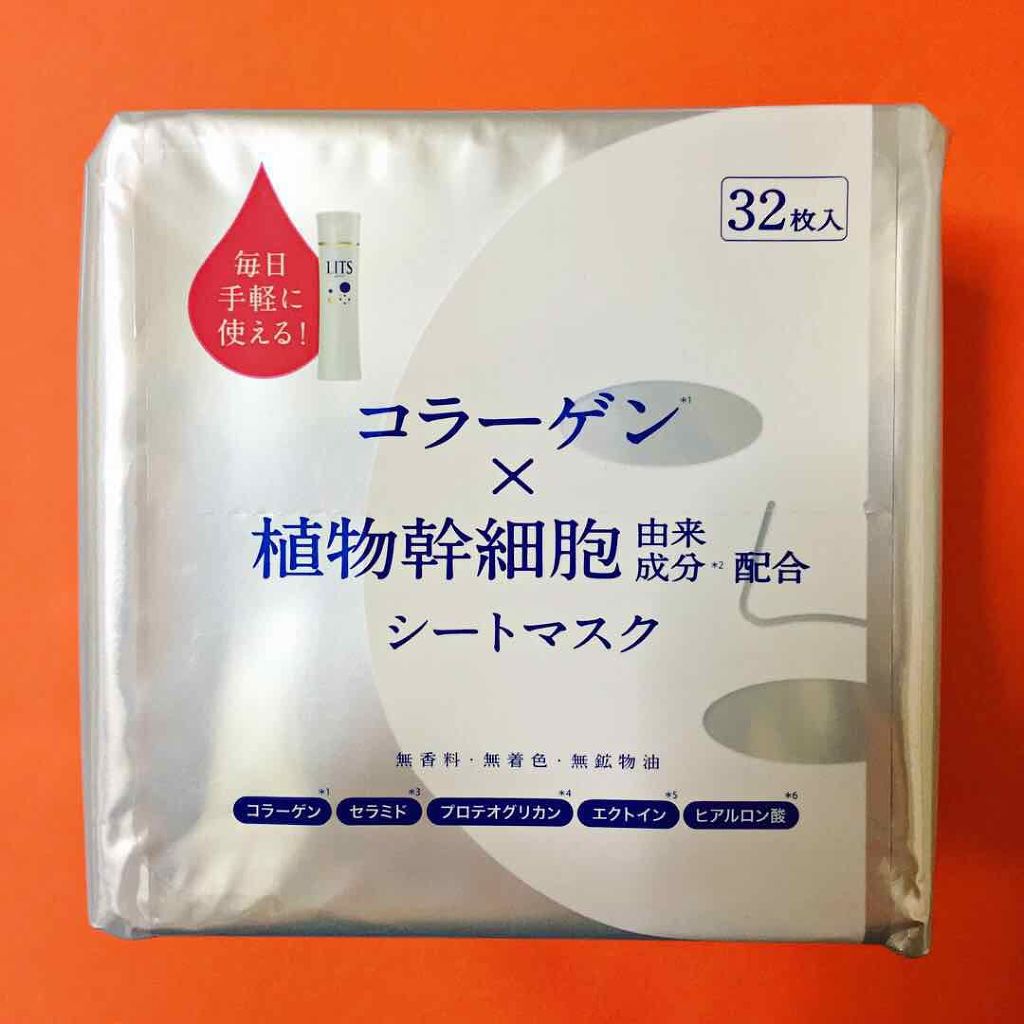 32枚入
毎日
手軽に
使える!
LITS
コラーゲン*1
×
植物幹細胞由来成分*2配合
シートマスク
無香料・無着色・無鉱物油
コラーゲン*1 セラミド*3 プロテオグリカン*4 エクトイン*5 ヒアルロン酸*6